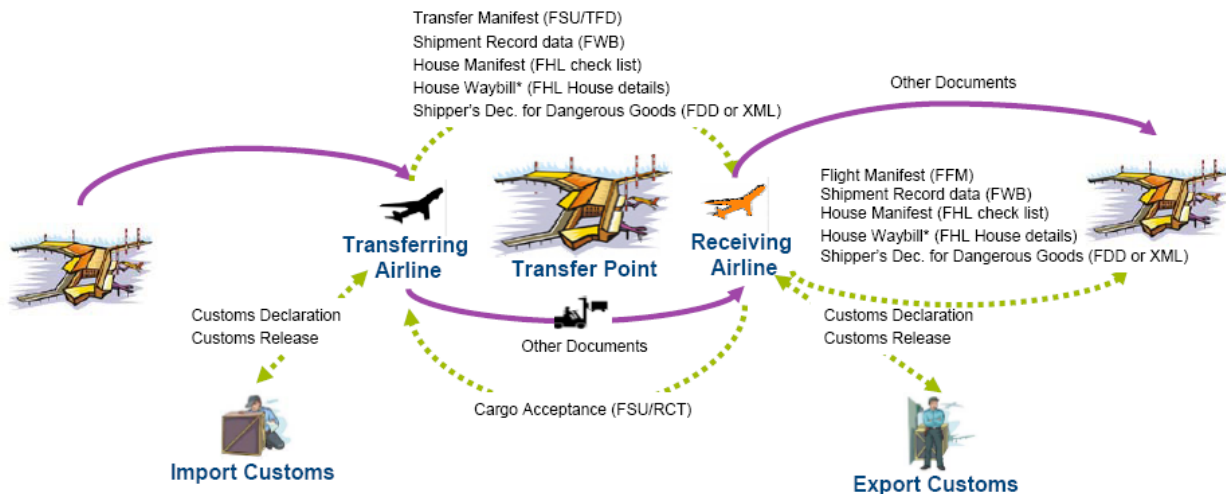 Transfer Manifest (FSU/TFD)
Shipment Record data (FWB)
House Manifest (FHL check list)
House Waybill* (FHL House details)
Shipper's Dec. for Dangerous Goods (FDD or XML)
Other Documents
Flight Manifest (FFM)
Shipment Record data (FWB)
House Manifest (FHL check list)
House Waybill* (FHL House details)
Shipper's Dec. for Dangerous Goods (FDD or XML)
Transferring
Airline
Transfer Point
Receiving
Airline
Customs Declaration
Customs Release
Other Documents
Customs Declaration
Customs Release
Cargo Acceptance (FSU/RCT)
Import Customs
Export Customs